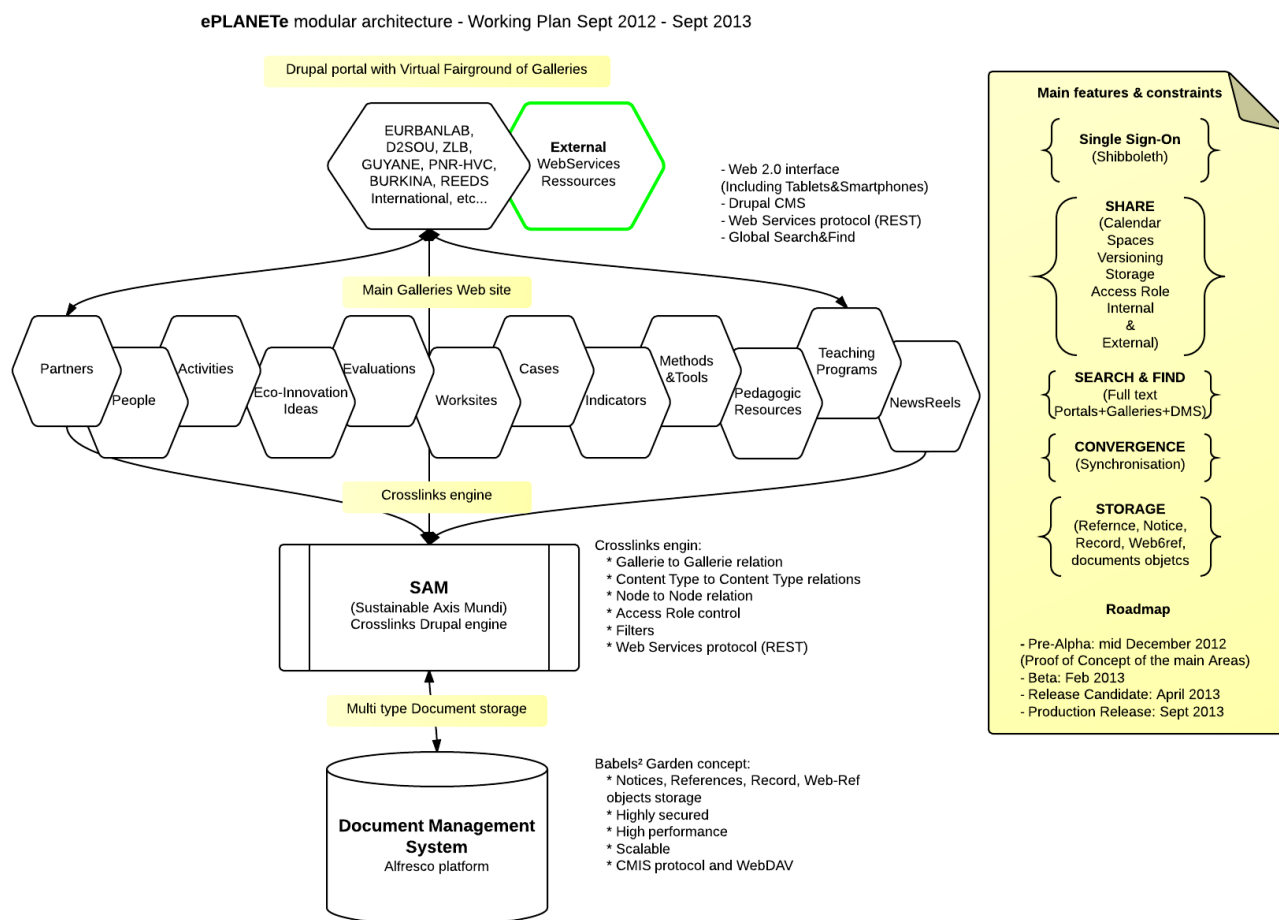 ePLANETe modular architecture - Working Plan Sept 2012 - Sept 2013
Drupal portal with Virtual Fairground of Galleries
EURBANLAB,
D2SOU, ZLB,
GUYANE, PNR-HVC,
BURKINA, REEDS
International, etc...
External
WebServices
Ressources
- Web 2.0 interface
(Including Tablets&Smartphones)
- Drupal CMS
- Web Services protocol (REST)
- Global Search&Find
Main Galleries Web site
Partners
People
Activities
Eco-Innovation
Ideas
Evaluations
Worksites
Cases
Indicators
Methods
&Tools
Pedagogic
Resources
Teaching
Programs
NewsReels
Crosslinks engine
SAM
(Sustainable Axis Mundi)
Crosslinks Drupal engine
Crosslinks engin:
* Gallerie to Gallerie relation
* Content Type to Content Type relations
* Node to Node relation
* Access Role control
* Filters
* Web Services protocol (REST)
Multi type Document storage
Document Management
System
Alfresco platform
Babels² Garden concept:
* Notices, References, Record, Web-Ref
objects storage
* Highly secured
* High performance
* Scalable
* CMIS protocol and WebDAV
Main features & constraints
Single Sign-On
(Shibboleth)
SHARE
(Calendar
Spaces
Versioning
Storage
Access Role
Internal
&
External)
SEARCH & FIND
(Full text
Portals+Galleries+DMS)
CONVERGENCE
(Synchronisation)
STORAGE
(Refernce, Notice,
Record, Web6ref,
documents objetcs
Roadmap
- Pre-Alpha: mid December 2012
(Proof of Concept of the main Areas)
- Beta: Feb 2013
- Release Candidate: April 2013
- Production Release: Sept 2013